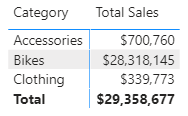 Category Total Sales
Accessories $700,760
Bikes $28,318,145
Clothing $339,773
Total $29,358,677